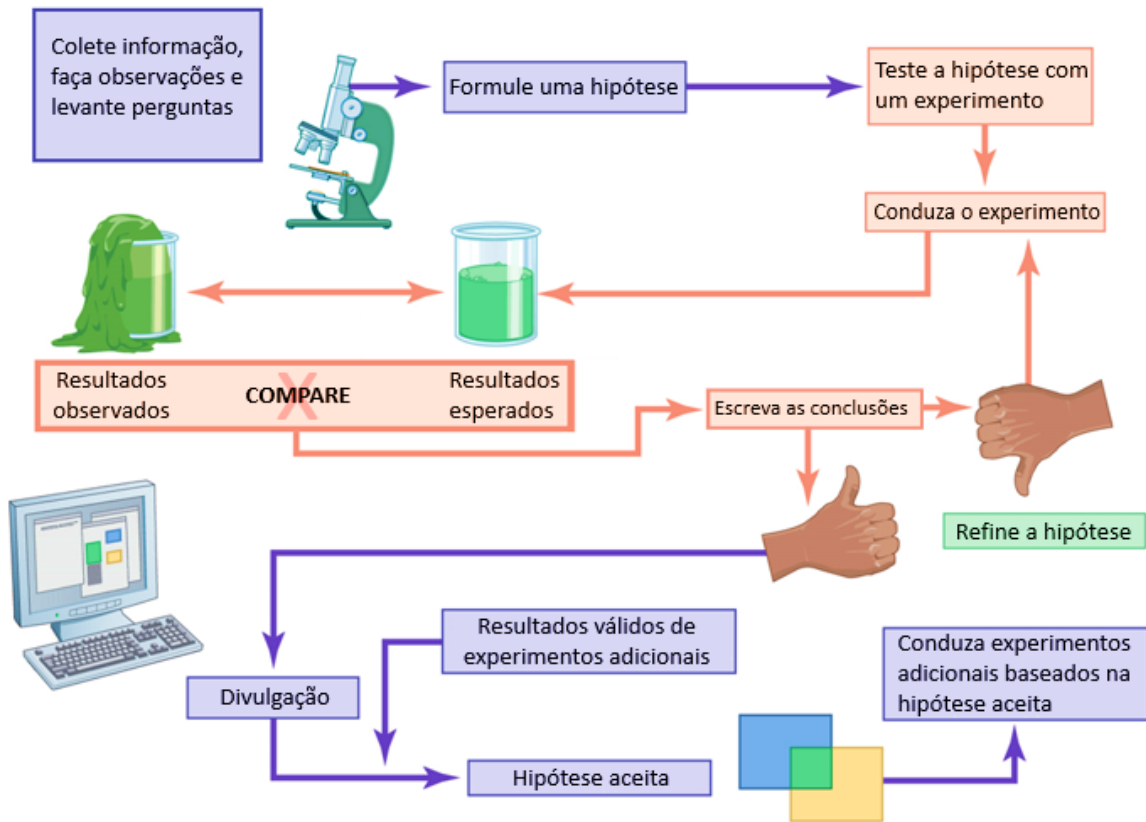 Colete informação,
faça observações e
levante perguntas
Formule uma hipótese
Teste a hipótese com
um experimento
Conduza o experimento
Resultados
observados
COMPARE
X
Resultados
esperados
Escreva as conclusões
Refine a hipótese
Divulgação
Resultados válidos de
experimentos adicionais
Hipótese aceita
Conduza experimentos
adicionais baseados na
hipótese aceita